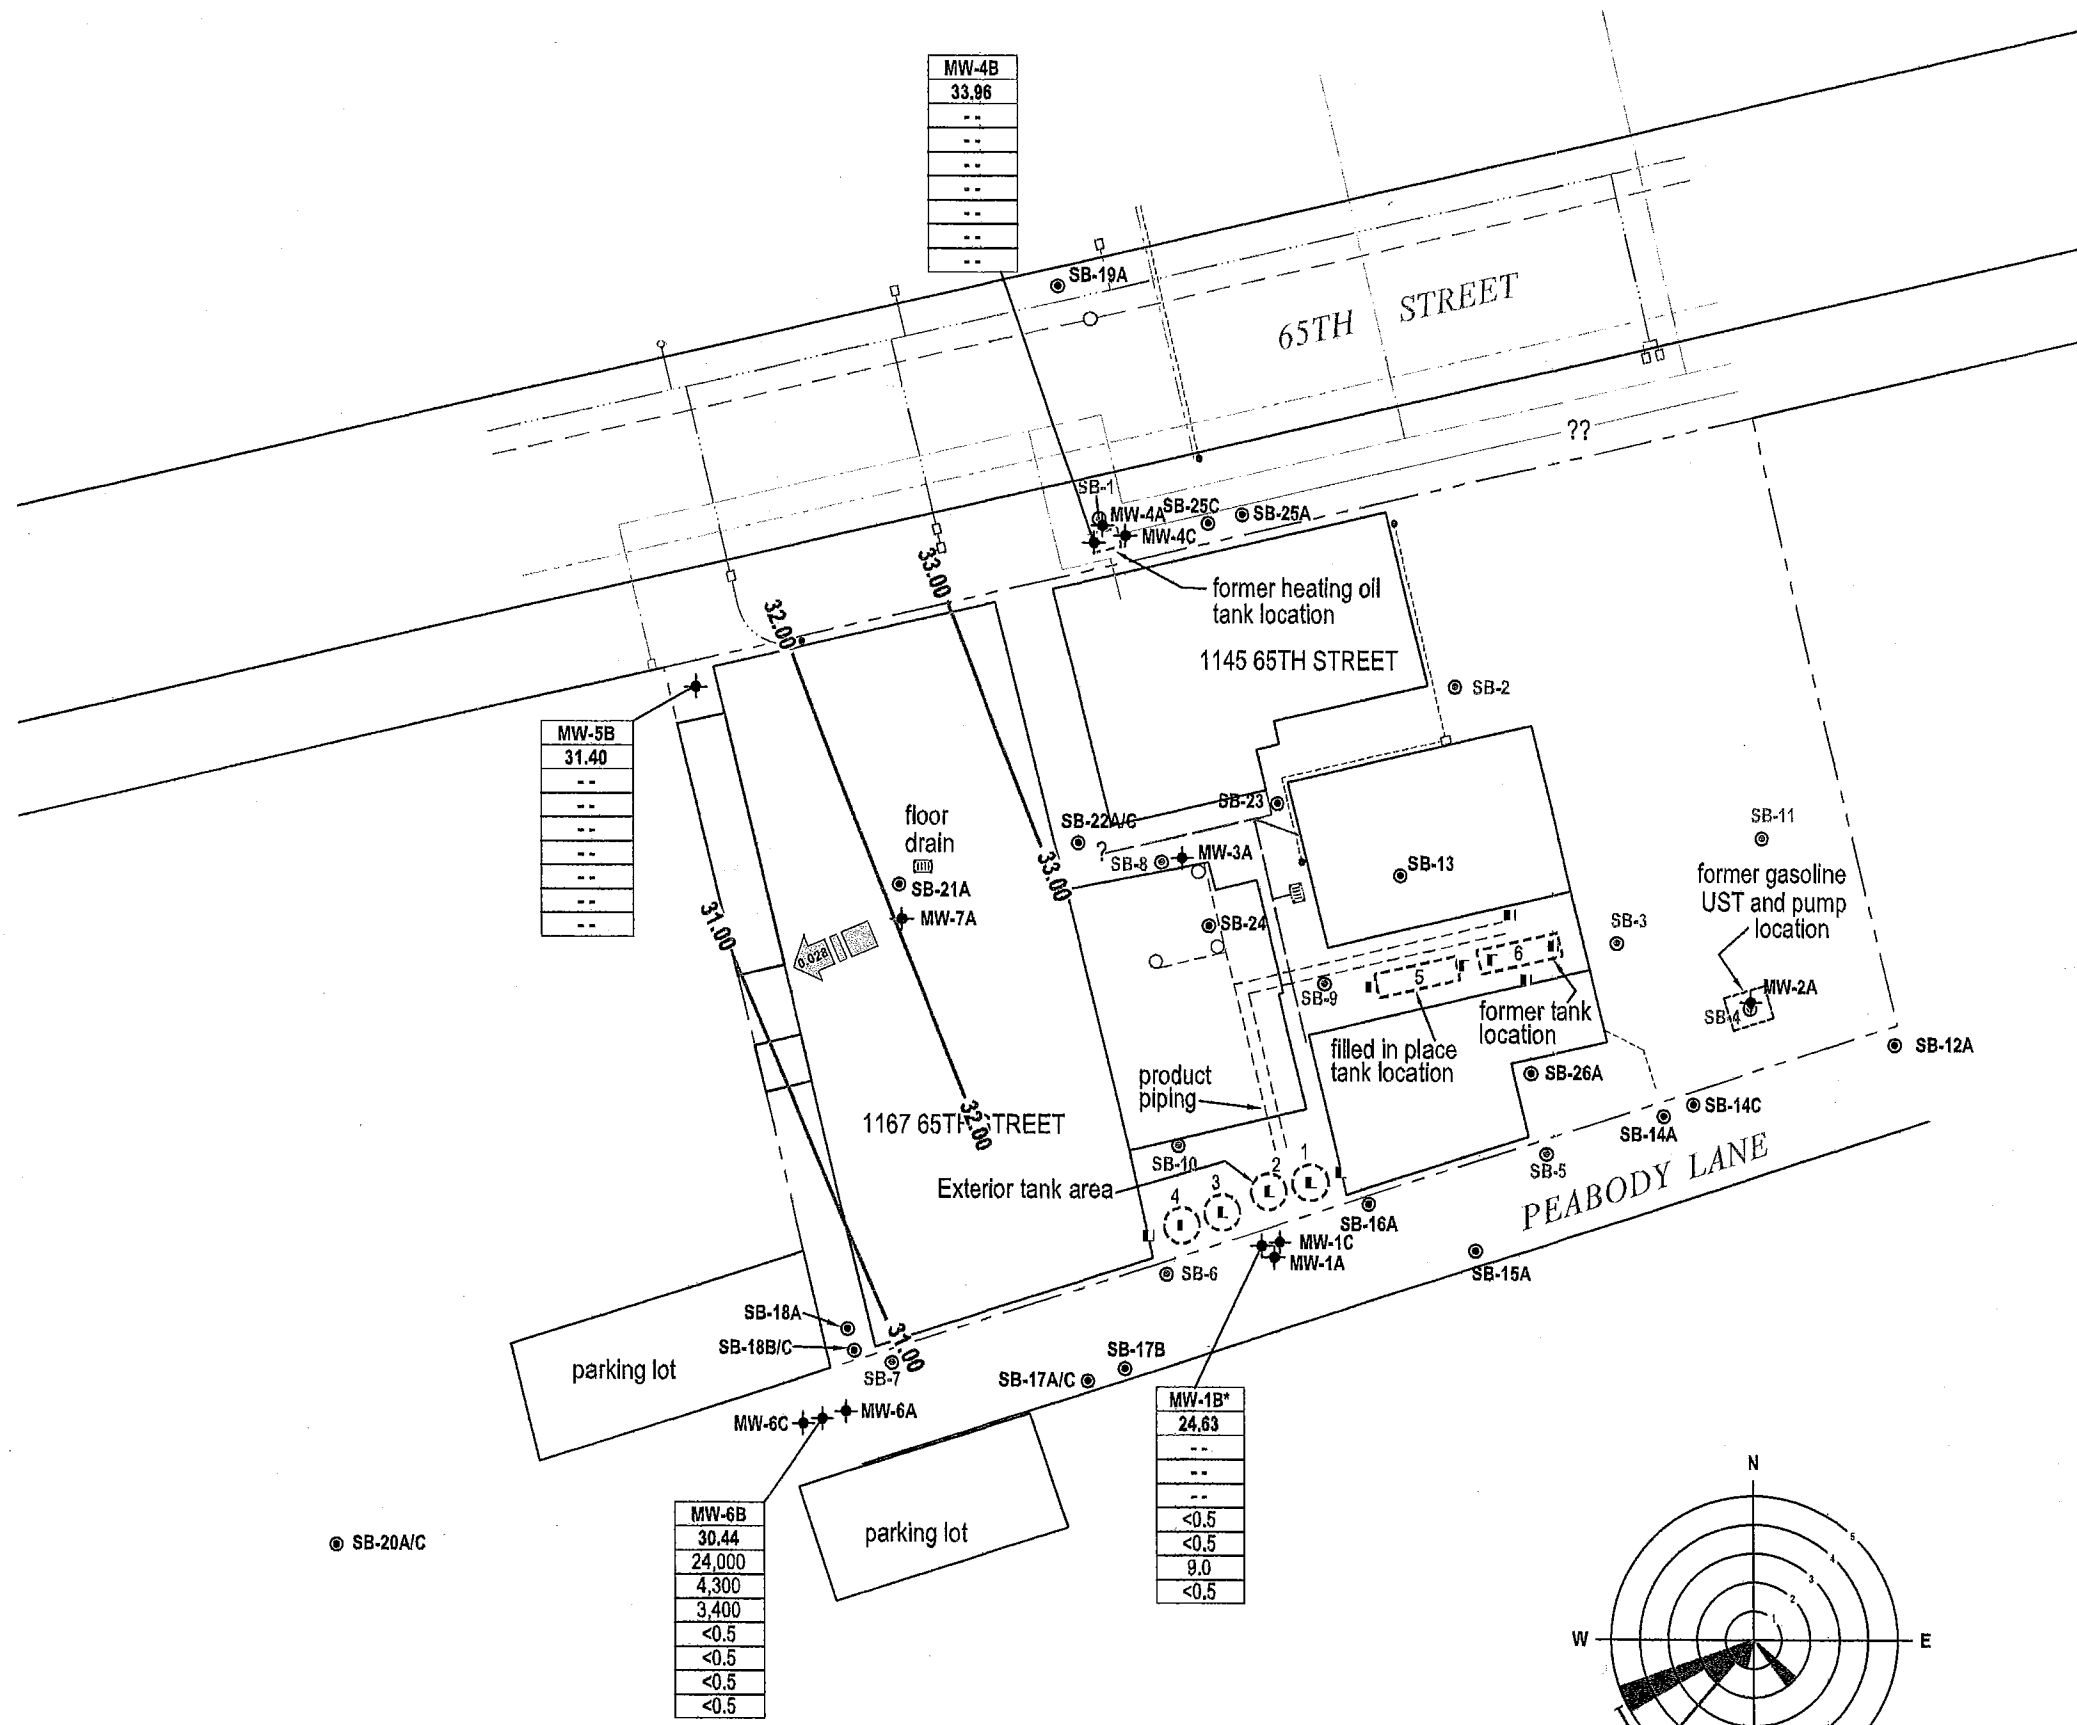 MW-4B
33.96
--
--
--
--
--
--
--
SB-19A
65TH STREET
??
SB-1
MW-4A
SB-25C
SB-25A
MW-4C
33.00
former heating oil
tank location
32.00
1145 65TH STREET
SB-2
MW-5B
31.40
--
--
--
--
--
--
--
floor
drain
SB-23
SB-22A/C
?
SB-8
MW-3A
SB-11
SB-13
33.00
SB-21A
MW-7A
former gasoline
UST and pump
location
31.00
SB-24
SB-3
0.028
6
5
SB-9
MW-2A
SB-4
former tank
location
filled in place
tank location
SB-12A
product
piping
SB-26A
1167 65TH STREET
32.00
SB-14C
SB-14A
SB-10
SB-5
PEABODY LANE
Exterior tank area
1
2
3
4
SB-16A
MW-1C
MW-1A
SB-6
SB-15A
SB-18A
SB-18B/C
31.00
SB-7
parking lot
SB-17B
SB-17A/C
MW-6C
MW-6A
MW-1B*
24.63
--
--
--
<0.5
<0.5
9.0
<0.5
MW-6B
30.44
24,000
4,300
3,400
<0.5
<0.5
<0.5
<0.5
parking lot
SB-20A/C
N
5
4
3
2
1
W
E